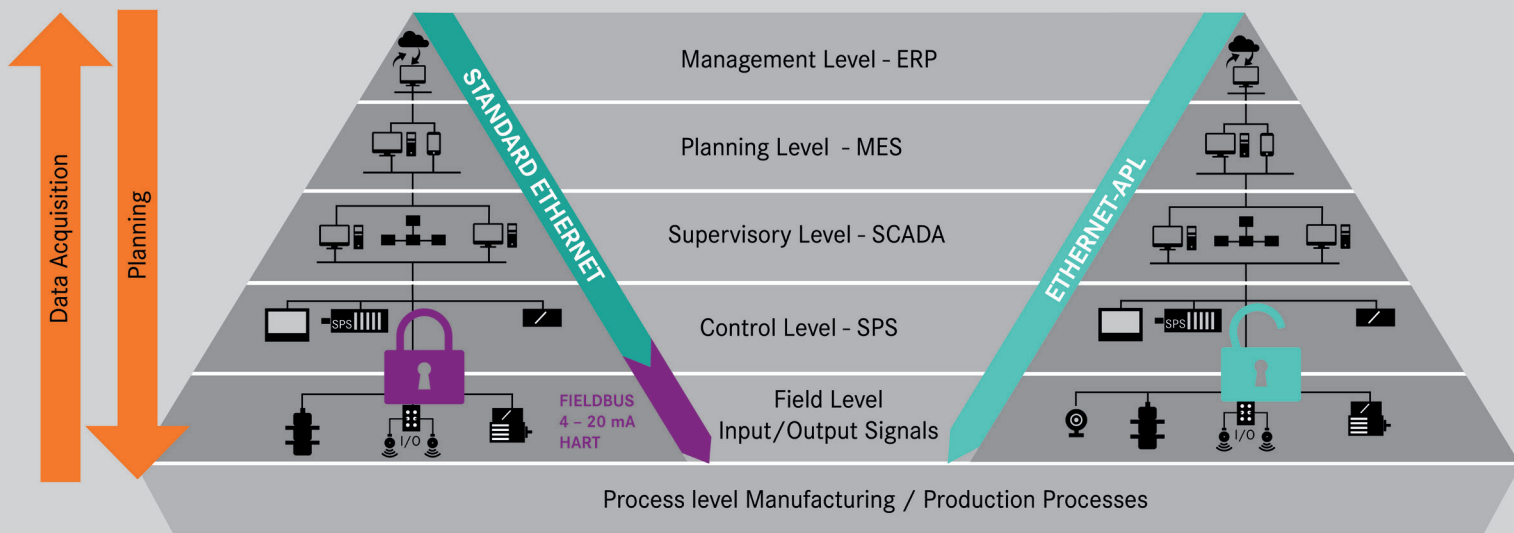 Data Acquisition
Planning
STANDARD ETHERNET
Management Level - ERP
Planning Level - MES
Supervisory Level - SCADA
Control Level - SPS
Field Level
Input/Output Signals
ETHERNET-APL
SPS
SPS
FIELDBUS
4 – 20 mA
HART
I/O
I/O
Process level Manufacturing / Production Processes